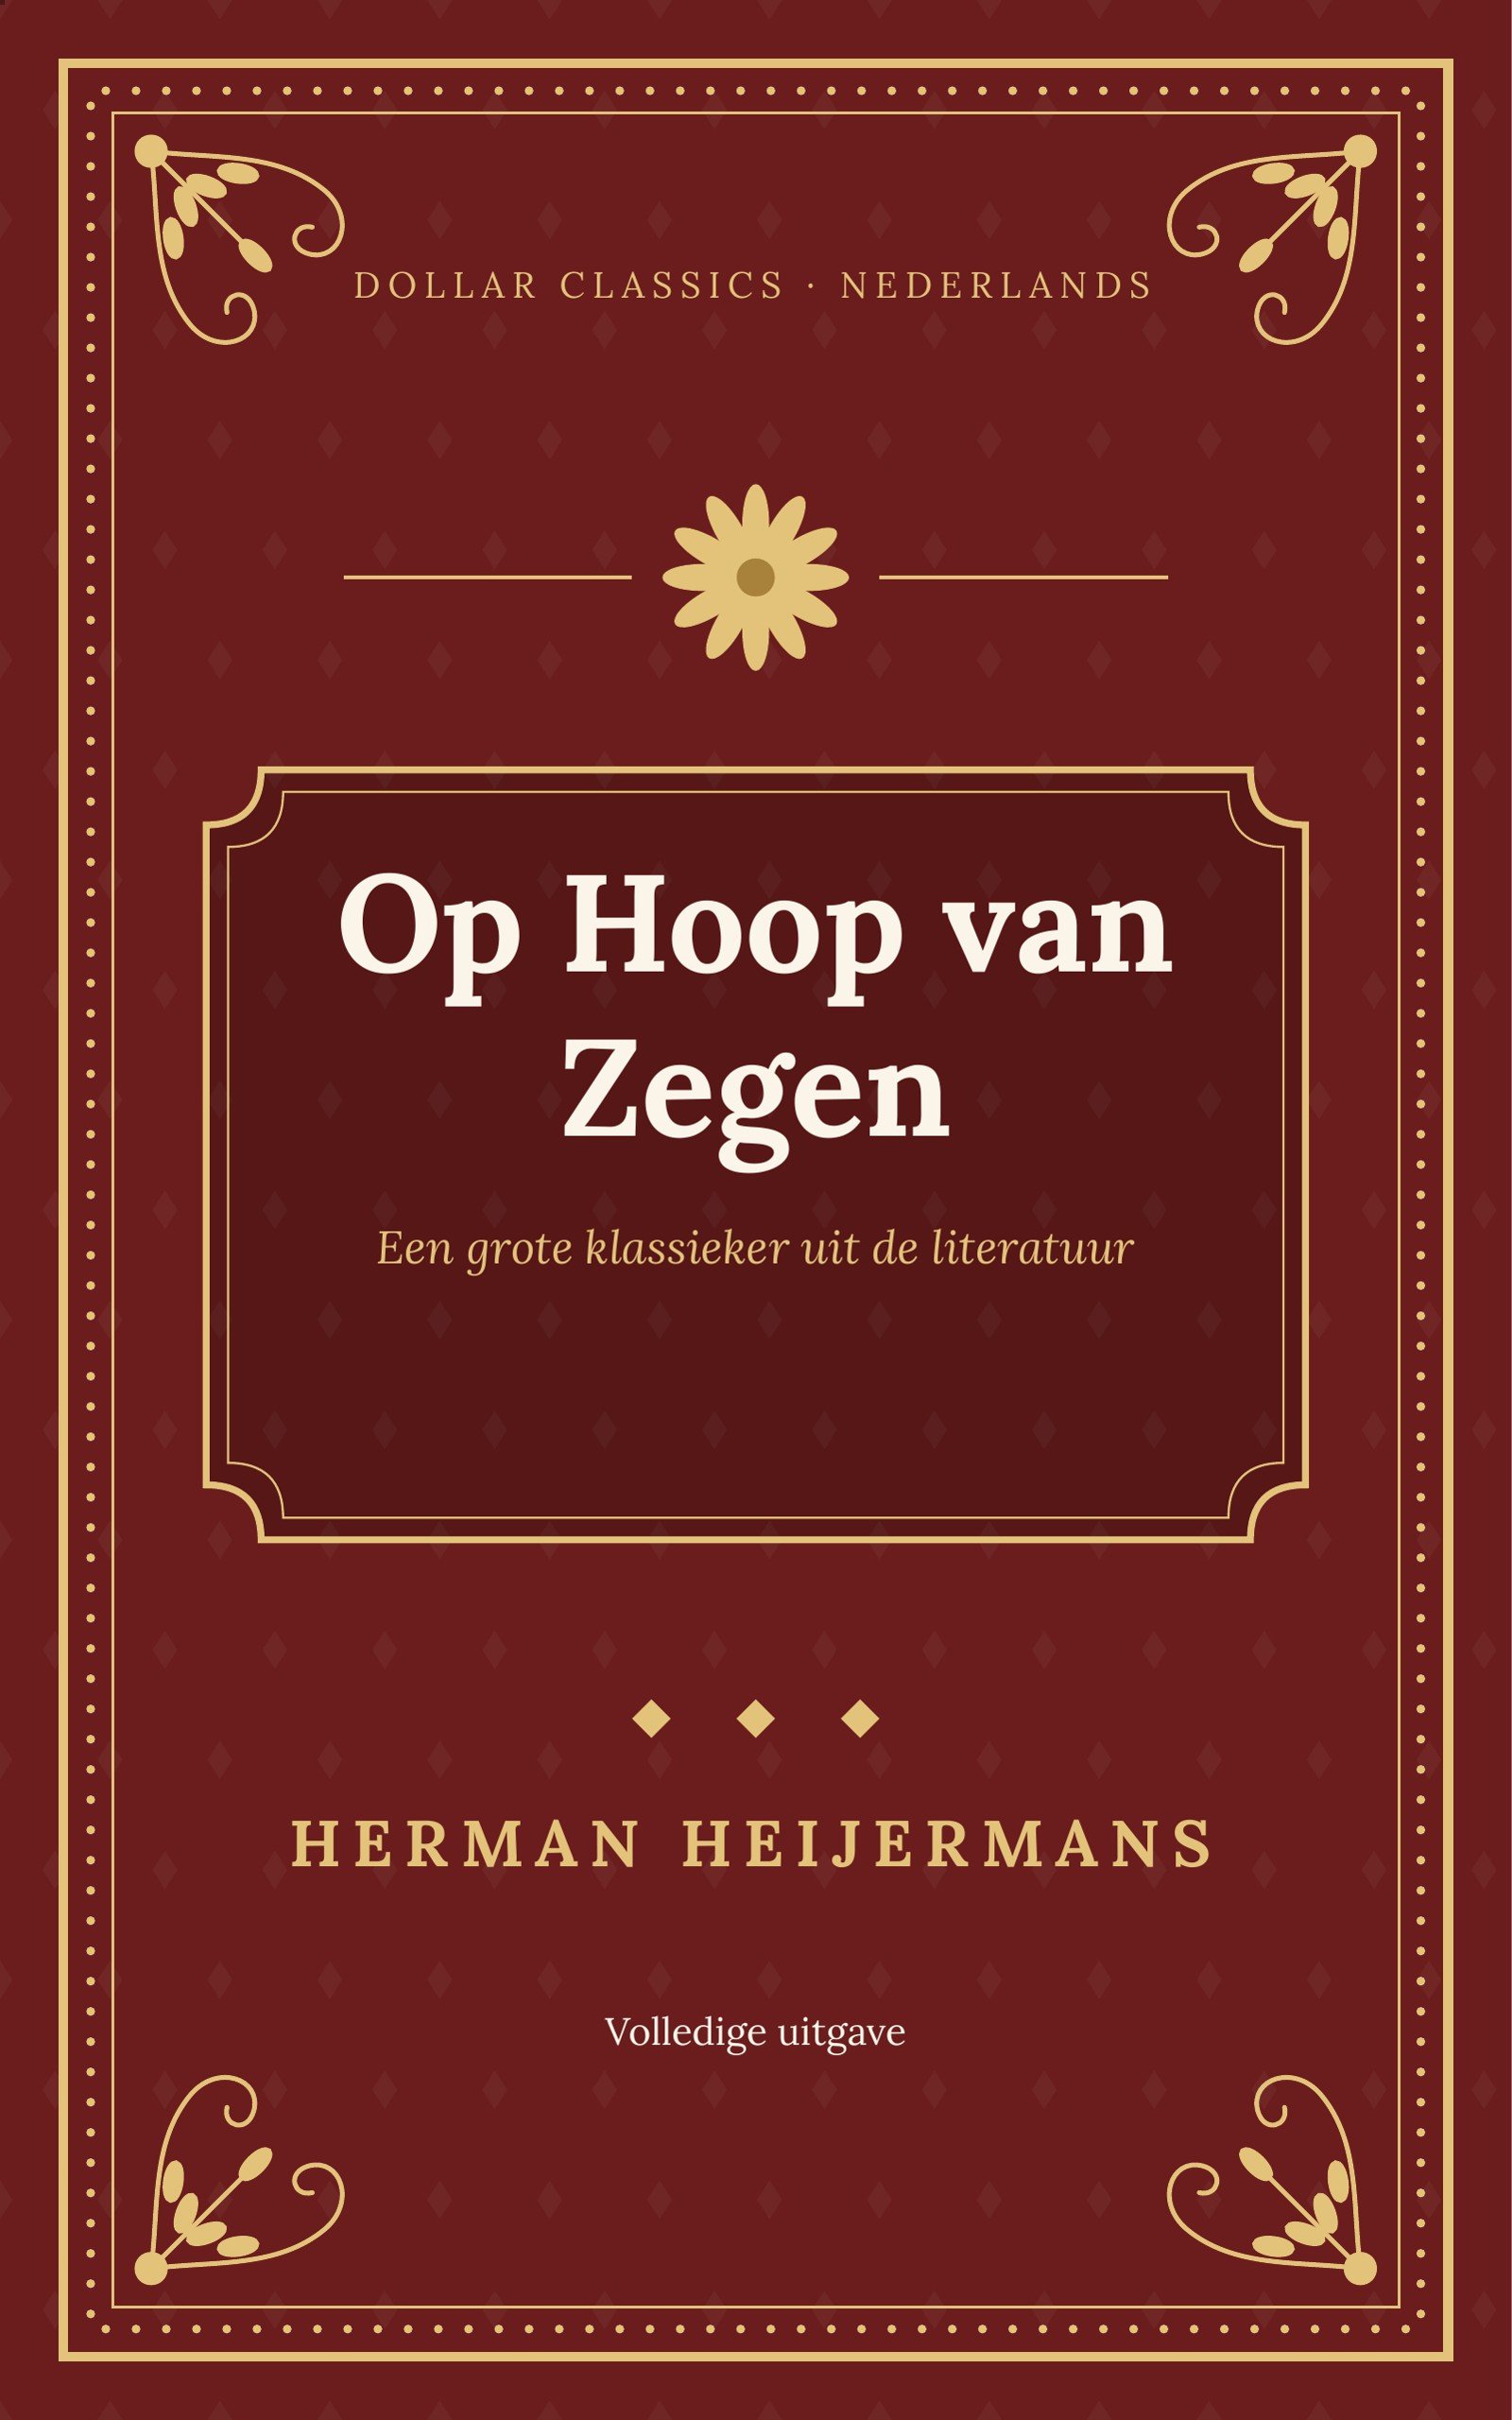 DOLLAR CLASSICS · NEDERLANDS
Op Hoop van
Zegen
Een grote klassieker uit de literatuur
HERMAN HEIJERMANS
Volledige uitgave